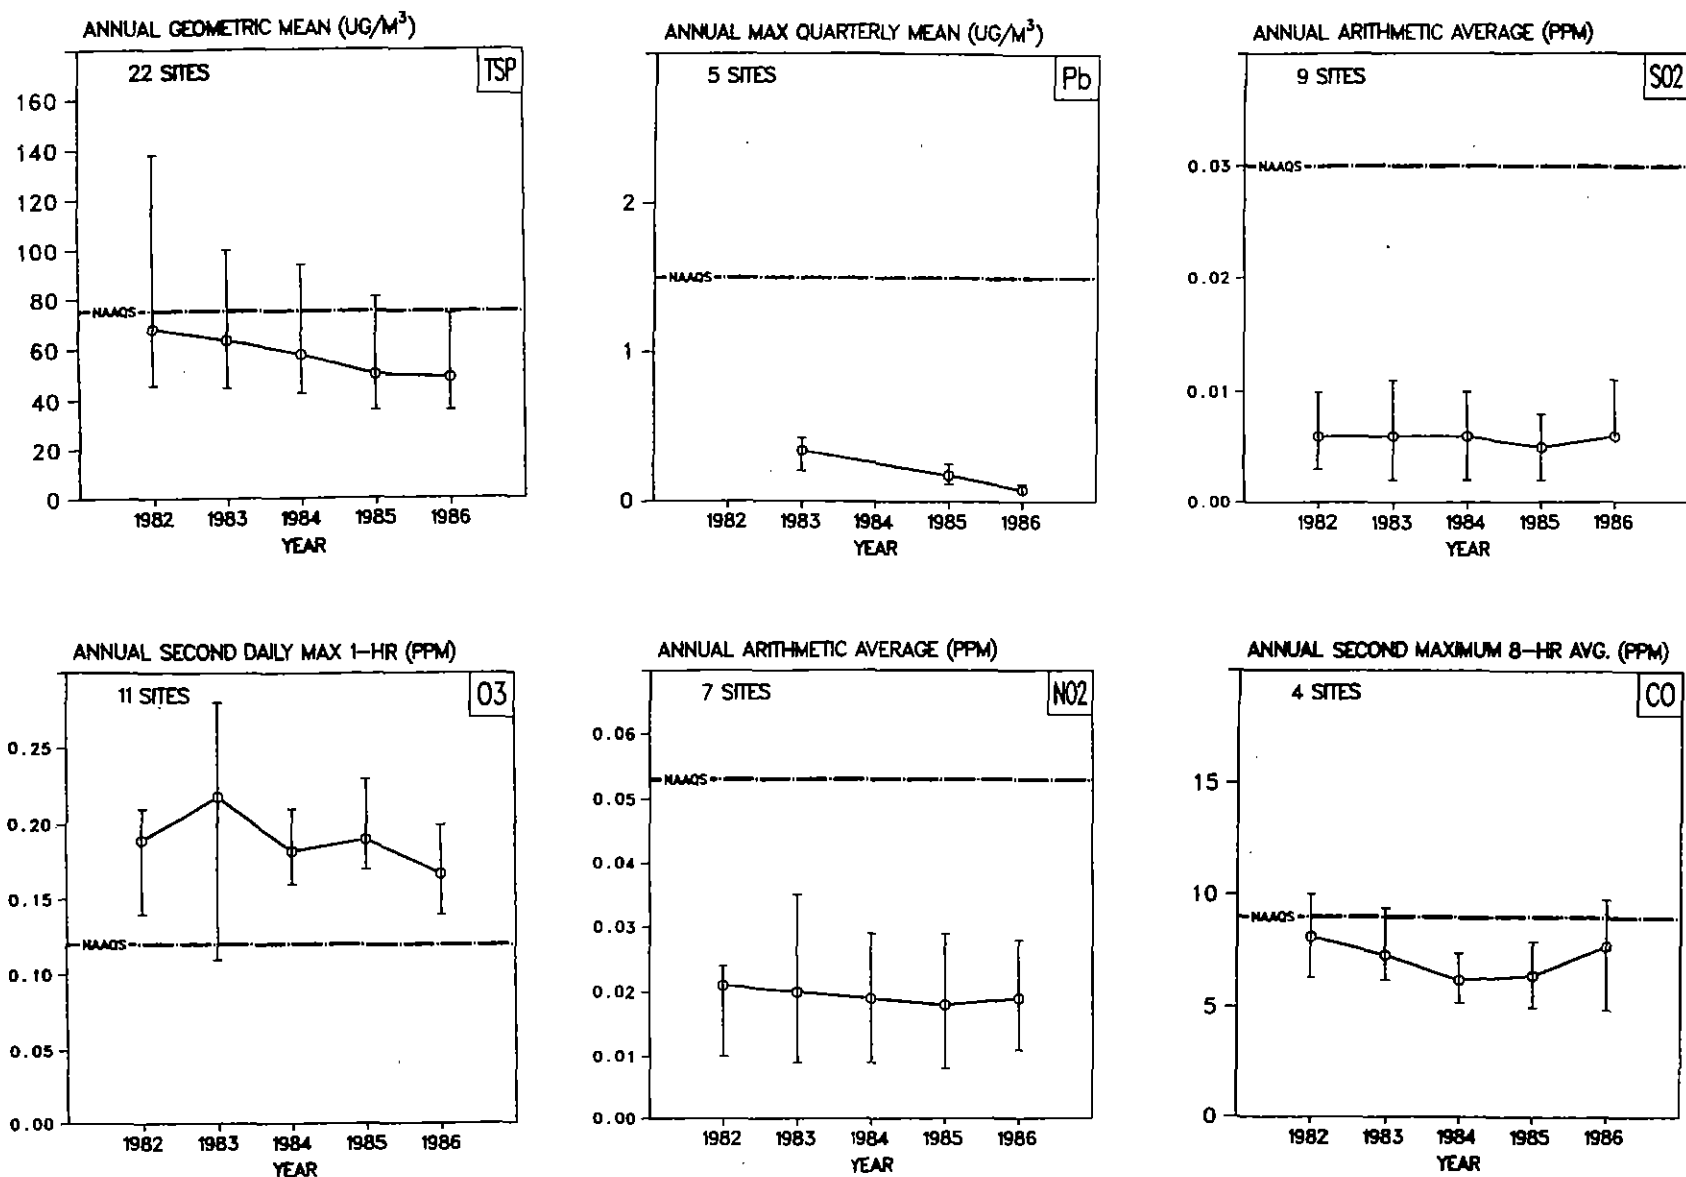 ANNUAL GEOMETRIC MEAN (UG/M³)
22 SITES
TSP
160
140
120
100
80
NAAQS
60
40
20
0
1982 1983 1984 1985 1986
YEAR
ANNUAL MAX QUARTERLY MEAN (UG/M³)
5 SITES
Pb
2
NAAQS
1
0
1982 1983 1984 1985 1986
YEAR
ANNUAL ARITHMETIC AVERAGE (PPM)
9 SITES
SO2
0.03
NAAQS
0.02
0.01
0.00
1982 1983 1984 1985 1986
YEAR
ANNUAL SECOND DAILY MAX 1-HR (PPM)
11 SITES
O3
0.25
0.20
0.15
NAAQS
0.10
0.05
0.00
1982 1983 1984 1985 1986
YEAR
ANNUAL ARITHMETIC AVERAGE (PPM)
7 SITES
NO2
0.06
NAAQS
0.05
0.04
0.03
0.02
0.01
0.00
1982 1983 1984 1985 1986
YEAR
ANNUAL SECOND MAXIMUM 8-HR AVG. (PPM)
4 SITES
CO
15
10
NAAQS
5
0
1982 1983 1984 1985 1986
YEAR